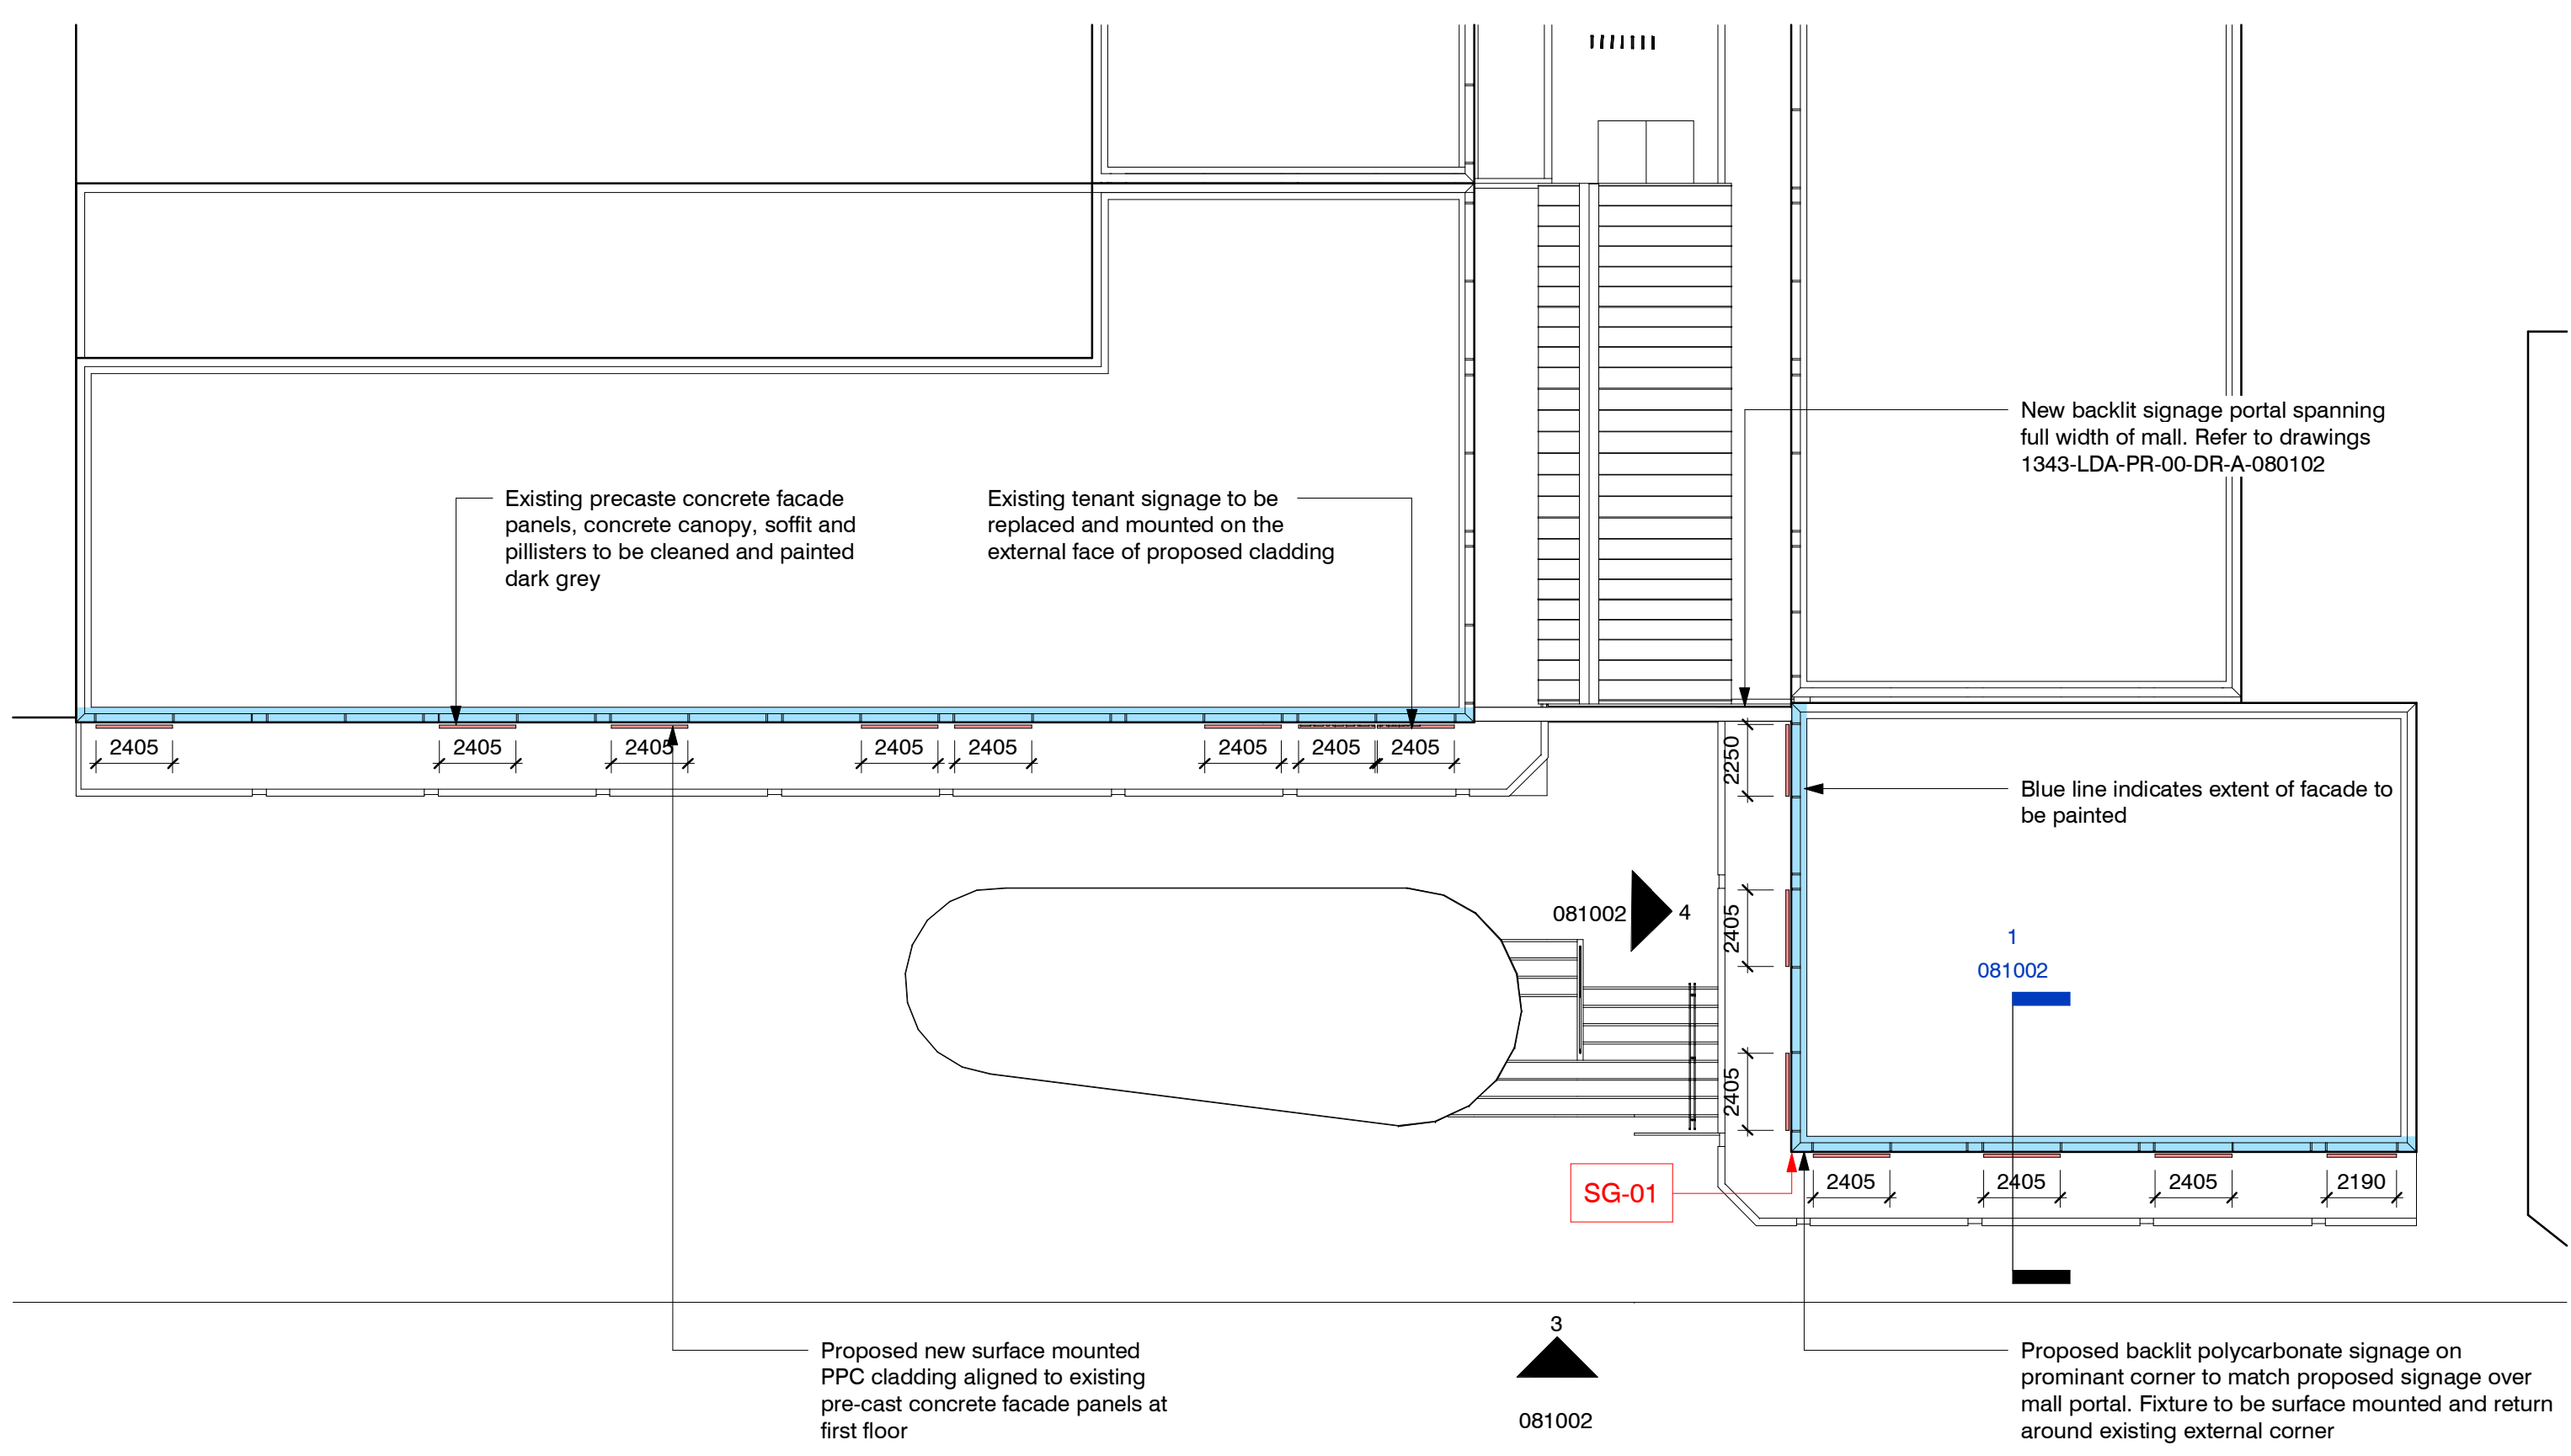 New backlit signage portal spanning
full width of mall. Refer to drawings
1343-LDA-PR-00-DR-A-080102
Existing precaste concrete facade
panels, concrete canopy, soffit and
pillisters to be cleaned and painted
dark grey
Existing tenant signage to be
replaced and mounted on the
external face of proposed cladding
2405
2405
2405
2405
2405
2405
2405
2405
2250
Blue line indicates extent of facade to
be painted
081002
4
2405
1
081002
2405
SG-01
2405
2405
2405
2190
3
081002
Proposed new surface mounted
PPC cladding aligned to existing
pre-cast concrete facade panels at
first floor
Proposed backlit polycarbonate signage on
prominant corner to match proposed signage over
mall portal. Fixture to be surface mounted and return
around existing external corner